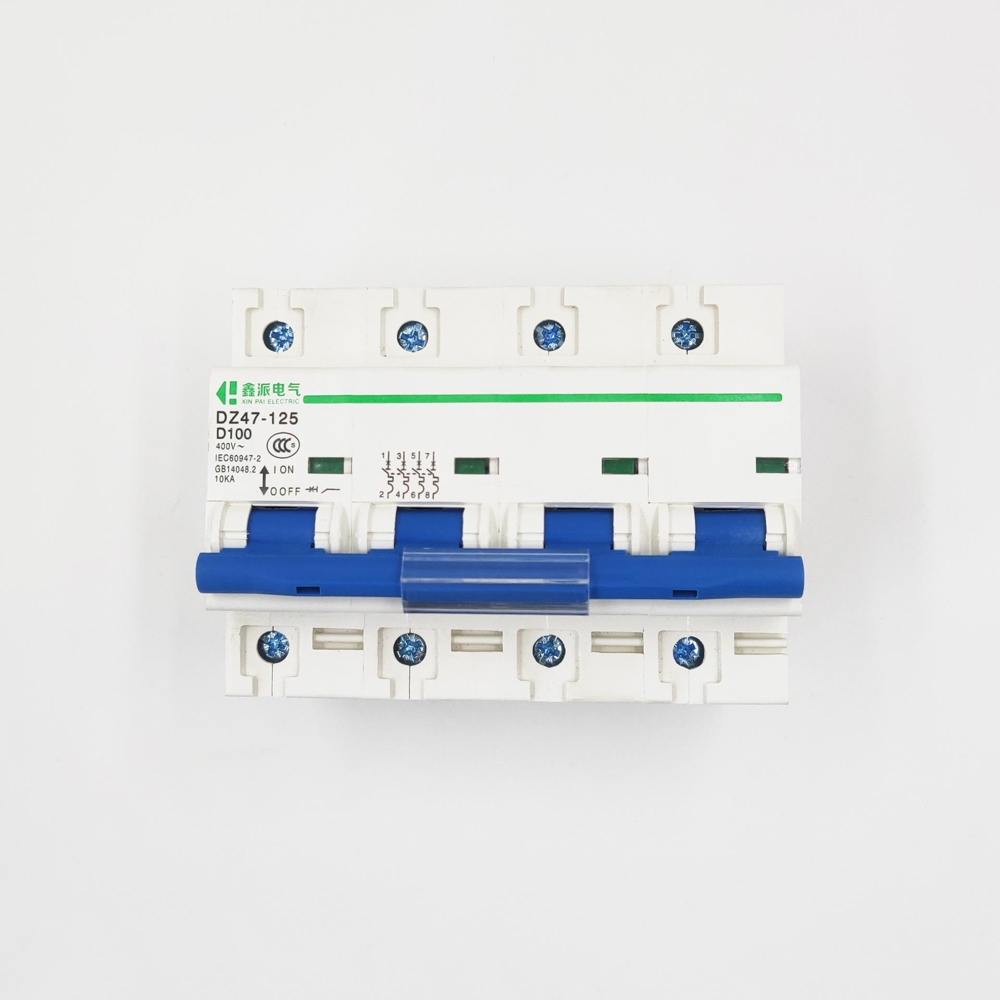 鑫派电气
XIN PAI ELECTRIC
DZ47-125
D100
400V~
CCC S
IEC60947-2
GB14048.2
10KA
I ON
O OFF
1 3 5 7
2 4 6 8